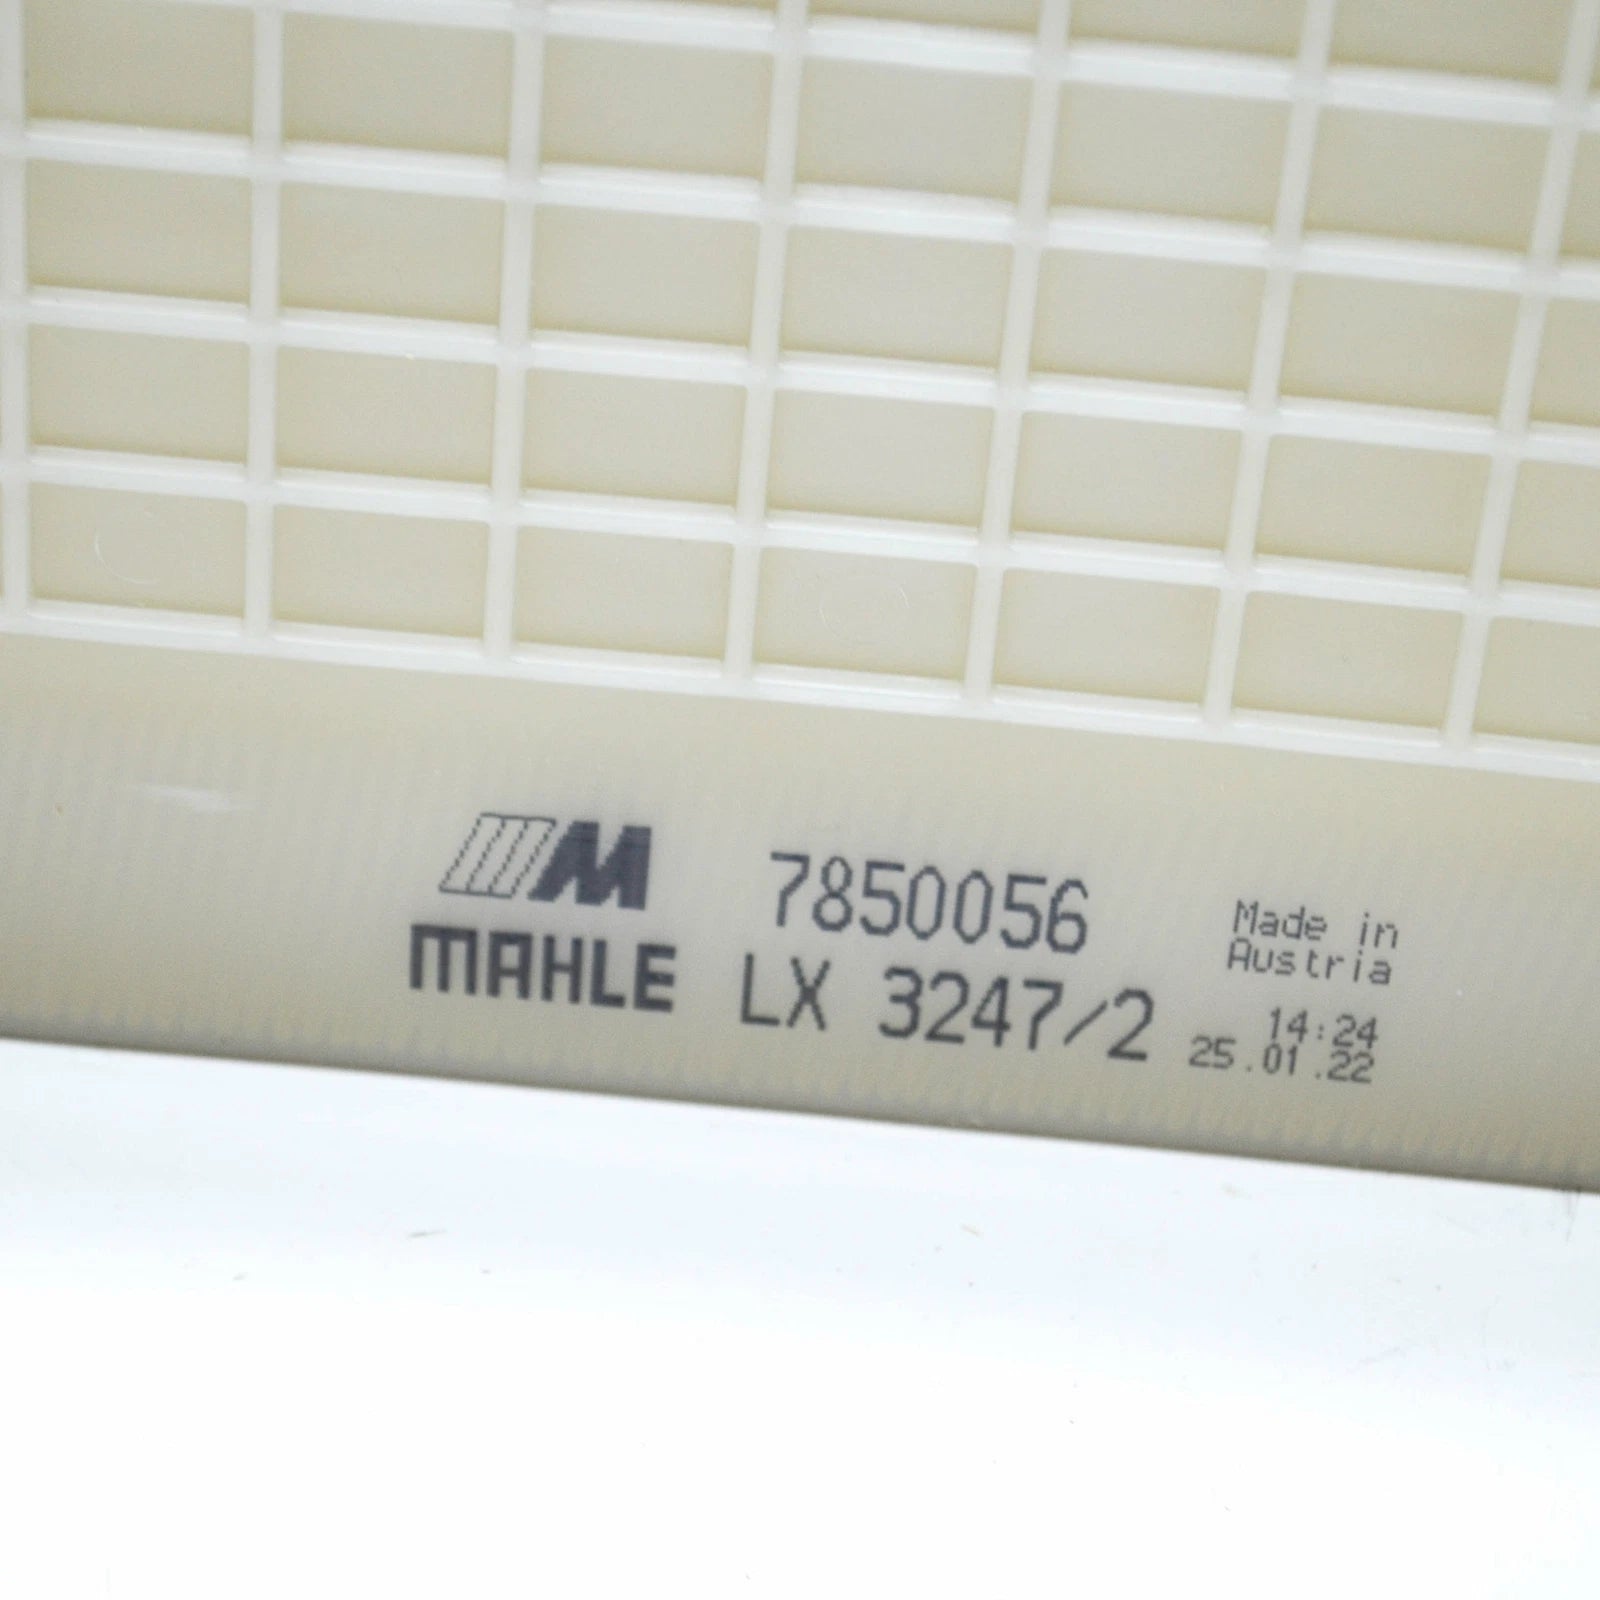 M 7850056
MAHLE LX 3247/2
Made in
Austria
14:24
25.01.22